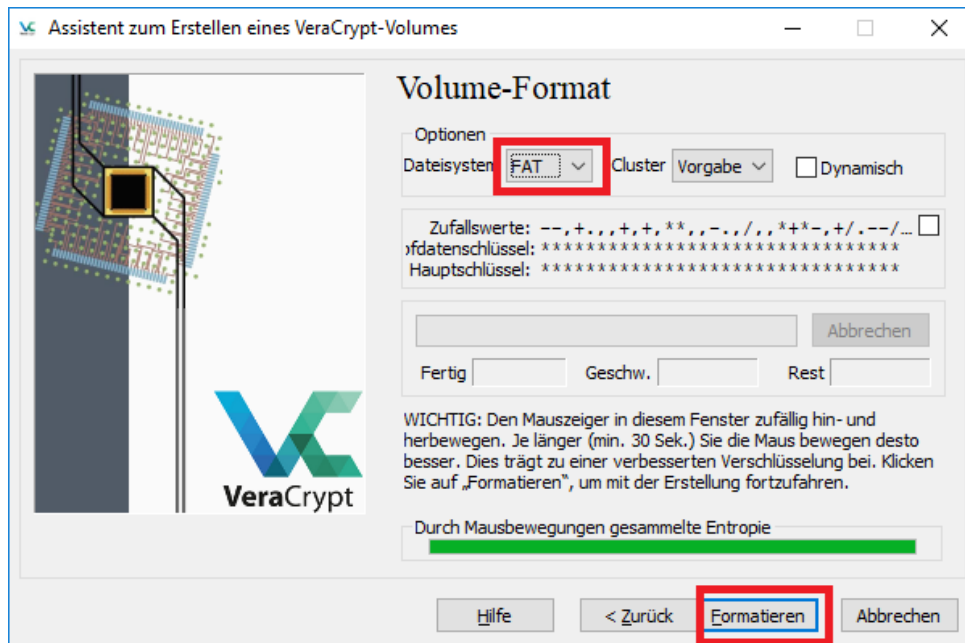 Assistent zum Erstellen eines VeraCrypt-Volumes
Volume-Format
Optionen
Dateisystem FAT Cluster Vorgabe Dynamisch
Zufallswerte: --,+.,,+,+,**,,-.,/,,*+*-,+/.--/...
ofdatenschlüssel: ********************************
Hauptschlüssel: ********************************
Abbrechen
Fertig Geschw. Rest
WICHTIG: Den Mauszeiger in diesem Fenster zufällig hin- und
herbewegen. Je länger (min. 30 Sek.) Sie die Maus bewegen desto
besser. Dies trägt zu einer verbesserten Verschlüsselung bei. Klicken
Sie auf „Formatieren", um mit der Erstellung fortzufahren.
VeraCrypt
Durch Mausbewegungen gesammelte Entropie
Hilfe < Zurück Formatieren Abbrechen